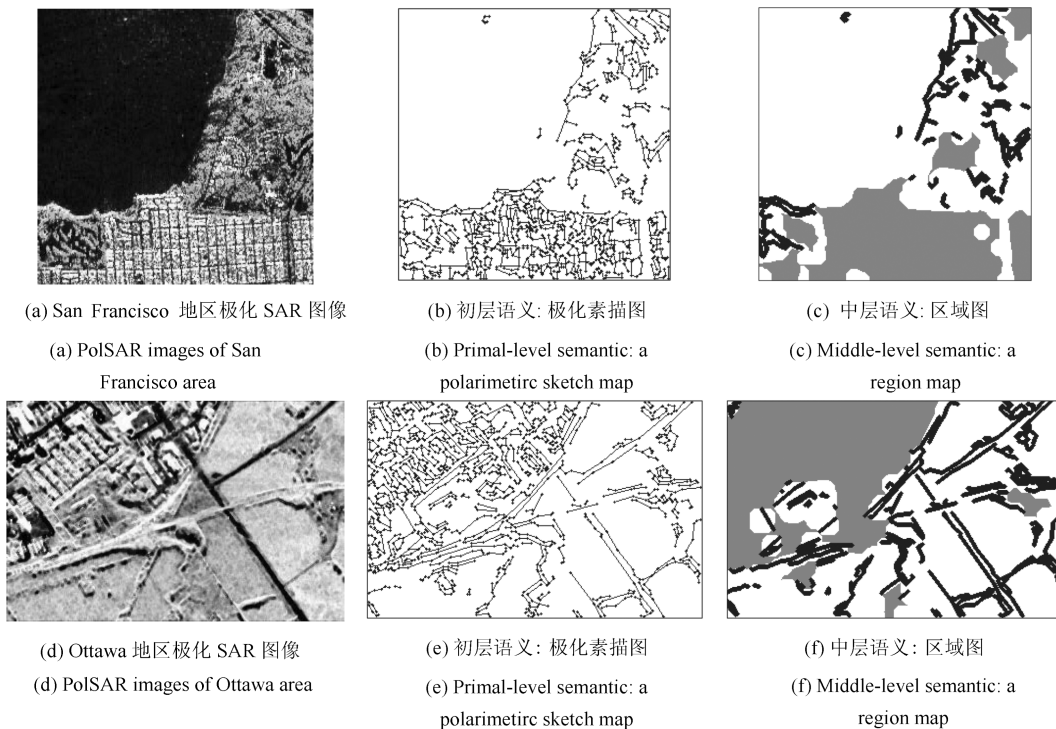 (a) San Francisco 地区极化 SAR 图像
(b) 初层语义: 极化素描图
(c) 中层语义: 区域图
(a) PolSAR images of San
Francisco area
(b) Primal-level semantic: a
polarimetirc sketch map
(c) Middle-level semantic: a
region map
(d) Ottawa 地区极化 SAR 图像
(e) 初层语义: 极化素描图
(f) 中层语义: 区域图
(d) PolSAR images of Ottawa area
(e) Primal-level semantic: a
polarimetirc sketch map
(f) Middle-level semantic: a
region map